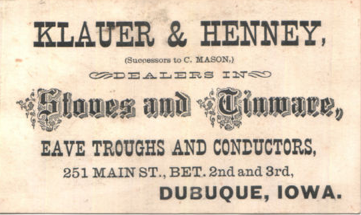 KLAUER & HENNEY,
(Successors to C. MASON.)
DEALERS IN
Stoves and Tinware,
EAVE TROUGHS AND CONDUCTORS,
251 MAIN ST., BET. 2nd and 3rd,
DUBUQUE, IOWA.